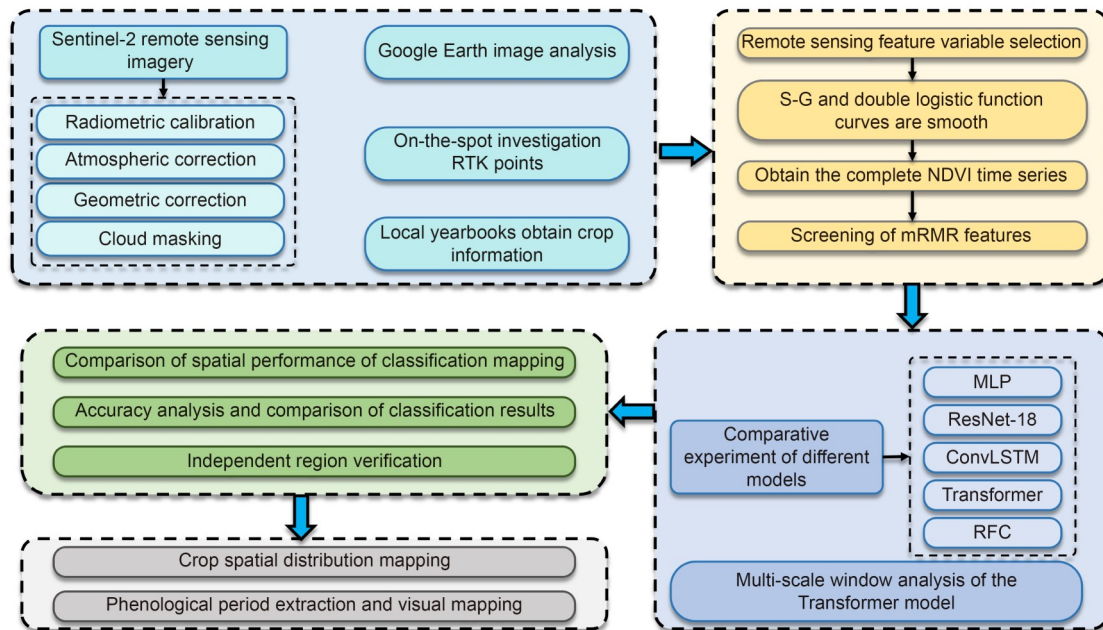 Sentinel-2 remote sensing
imagery
Radiometric calibration
Atmospheric correction
Geometric correction
Cloud masking
Google Earth image analysis
On-the-spot investigation
RTK points
Local yearbooks obtain crop
information
Remote sensing feature variable selection
S-G and double logistic function
curves are smooth
Obtain the complete NDVI time series
Screening of mRMR features
Comparative
experiment of different
models
MLP
ResNet-18
ConvLSTM
Transformer
RFC
Multi-scale window analysis of the
Transformer model
Comparison of spatial performance of classification mapping
Accuracy analysis and comparison of classification results
Independent region verification
Crop spatial distribution mapping
Phenological period extraction and visual mapping